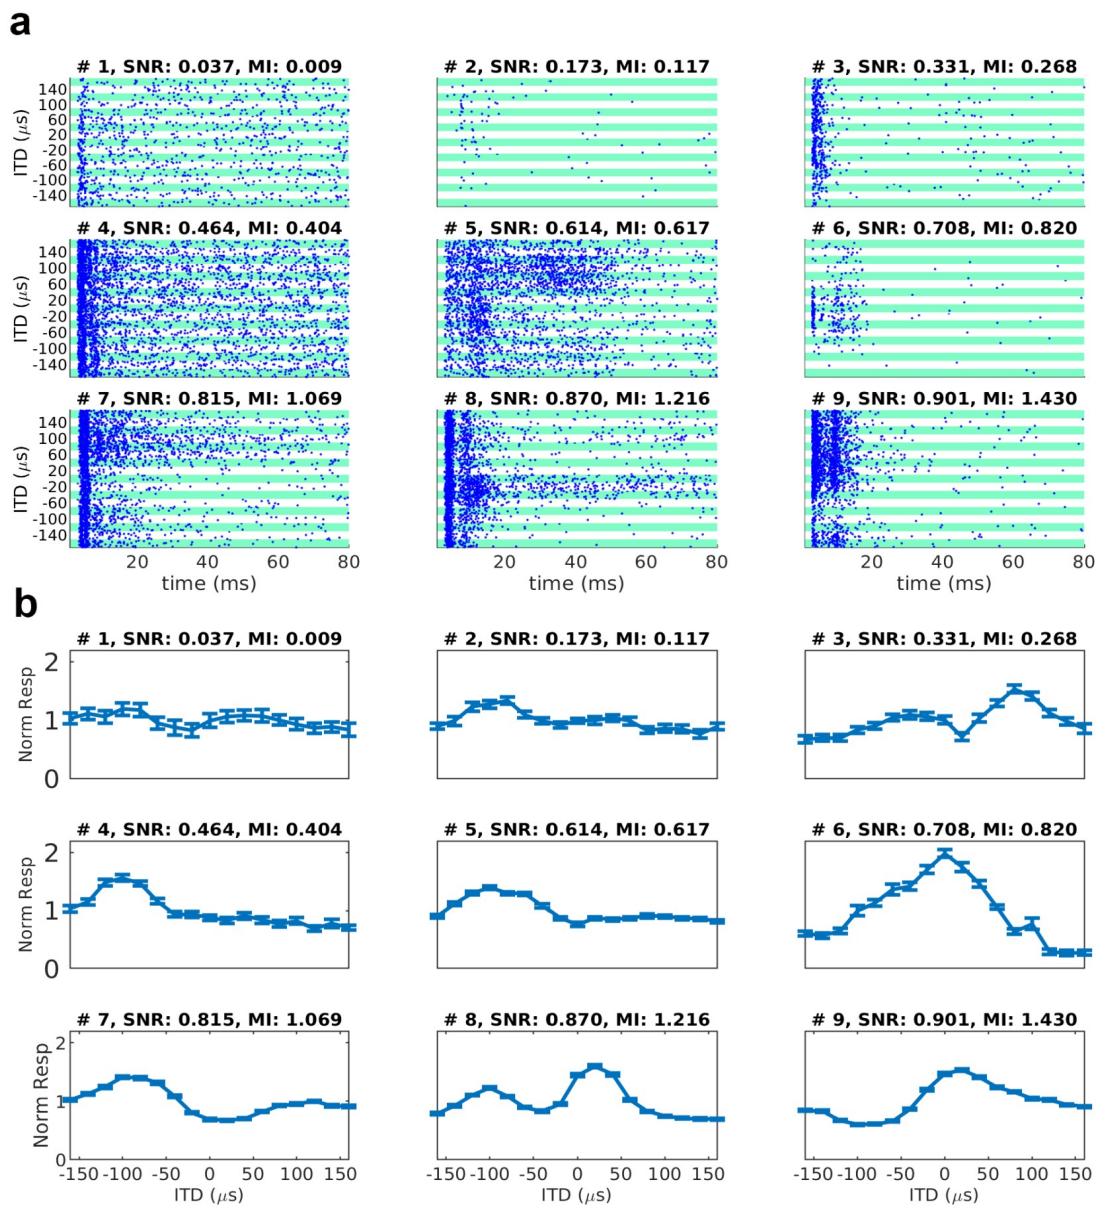 a
# 1, SNR: 0.037, MI: 0.009
# 2, SNR: 0.173, MI: 0.117
# 3, SNR: 0.331, MI: 0.268
ITD (μs)
140
100
60
20
-20
-60
-100
-140
# 4, SNR: 0.464, MI: 0.404
# 5, SNR: 0.614, MI: 0.617
# 6, SNR: 0.708, MI: 0.820
ITD (μs)
140
100
60
20
-20
-60
-100
-140
# 7, SNR: 0.815, MI: 1.069
# 8, SNR: 0.870, MI: 1.216
# 9, SNR: 0.901, MI: 1.430
ITD (μs)
140
100
60
20
-20
-60
-100
-140
20 40 60 80
20 40 60 80
20 40 60 80
time (ms)
time (ms)
time (ms)
b
# 1, SNR: 0.037, MI: 0.009
# 2, SNR: 0.173, MI: 0.117
# 3, SNR: 0.331, MI: 0.268
Norm Resp
2
1
0
# 4, SNR: 0.464, MI: 0.404
# 5, SNR: 0.614, MI: 0.617
# 6, SNR: 0.708, MI: 0.820
Norm Resp
2
1
0
# 7, SNR: 0.815, MI: 1.069
# 8, SNR: 0.870, MI: 1.216
# 9, SNR: 0.901, MI: 1.430
Norm Resp
2
1
0
-150 -100 -50 0 50 100 150
-150 -100 -50 0 50 100 150
-150 -100 -50 0 50 100 150
ITD (μs)
ITD (μs)
ITD (μs)